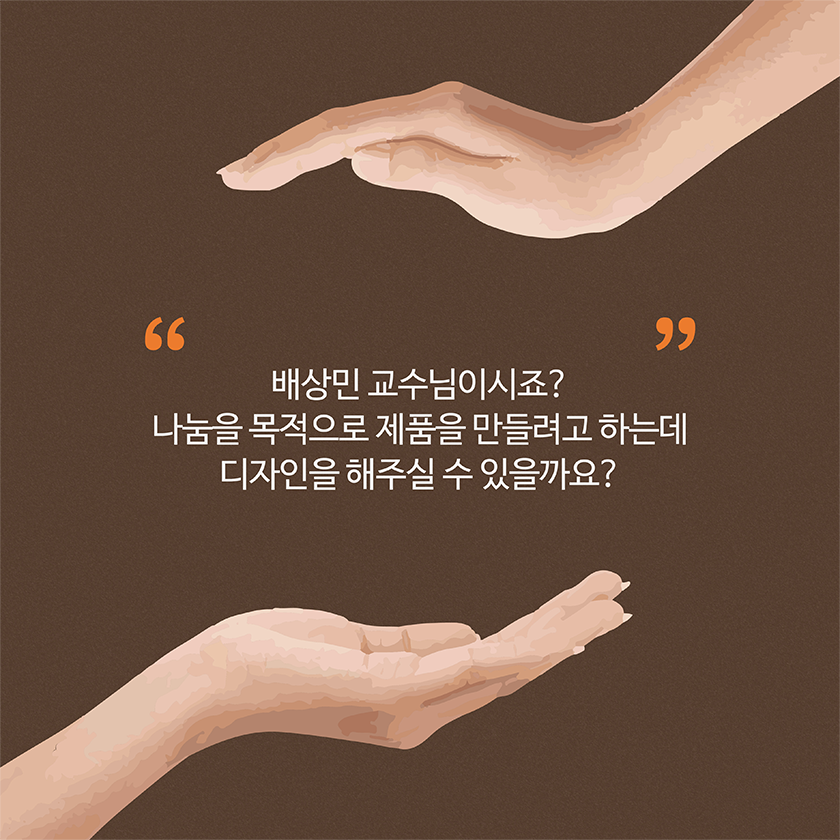 “ ”
배상민 교수님이시죠?
나눔을 목적으로 제품을 만들려고 하는데
디자인을 해주실 수 있을까요?